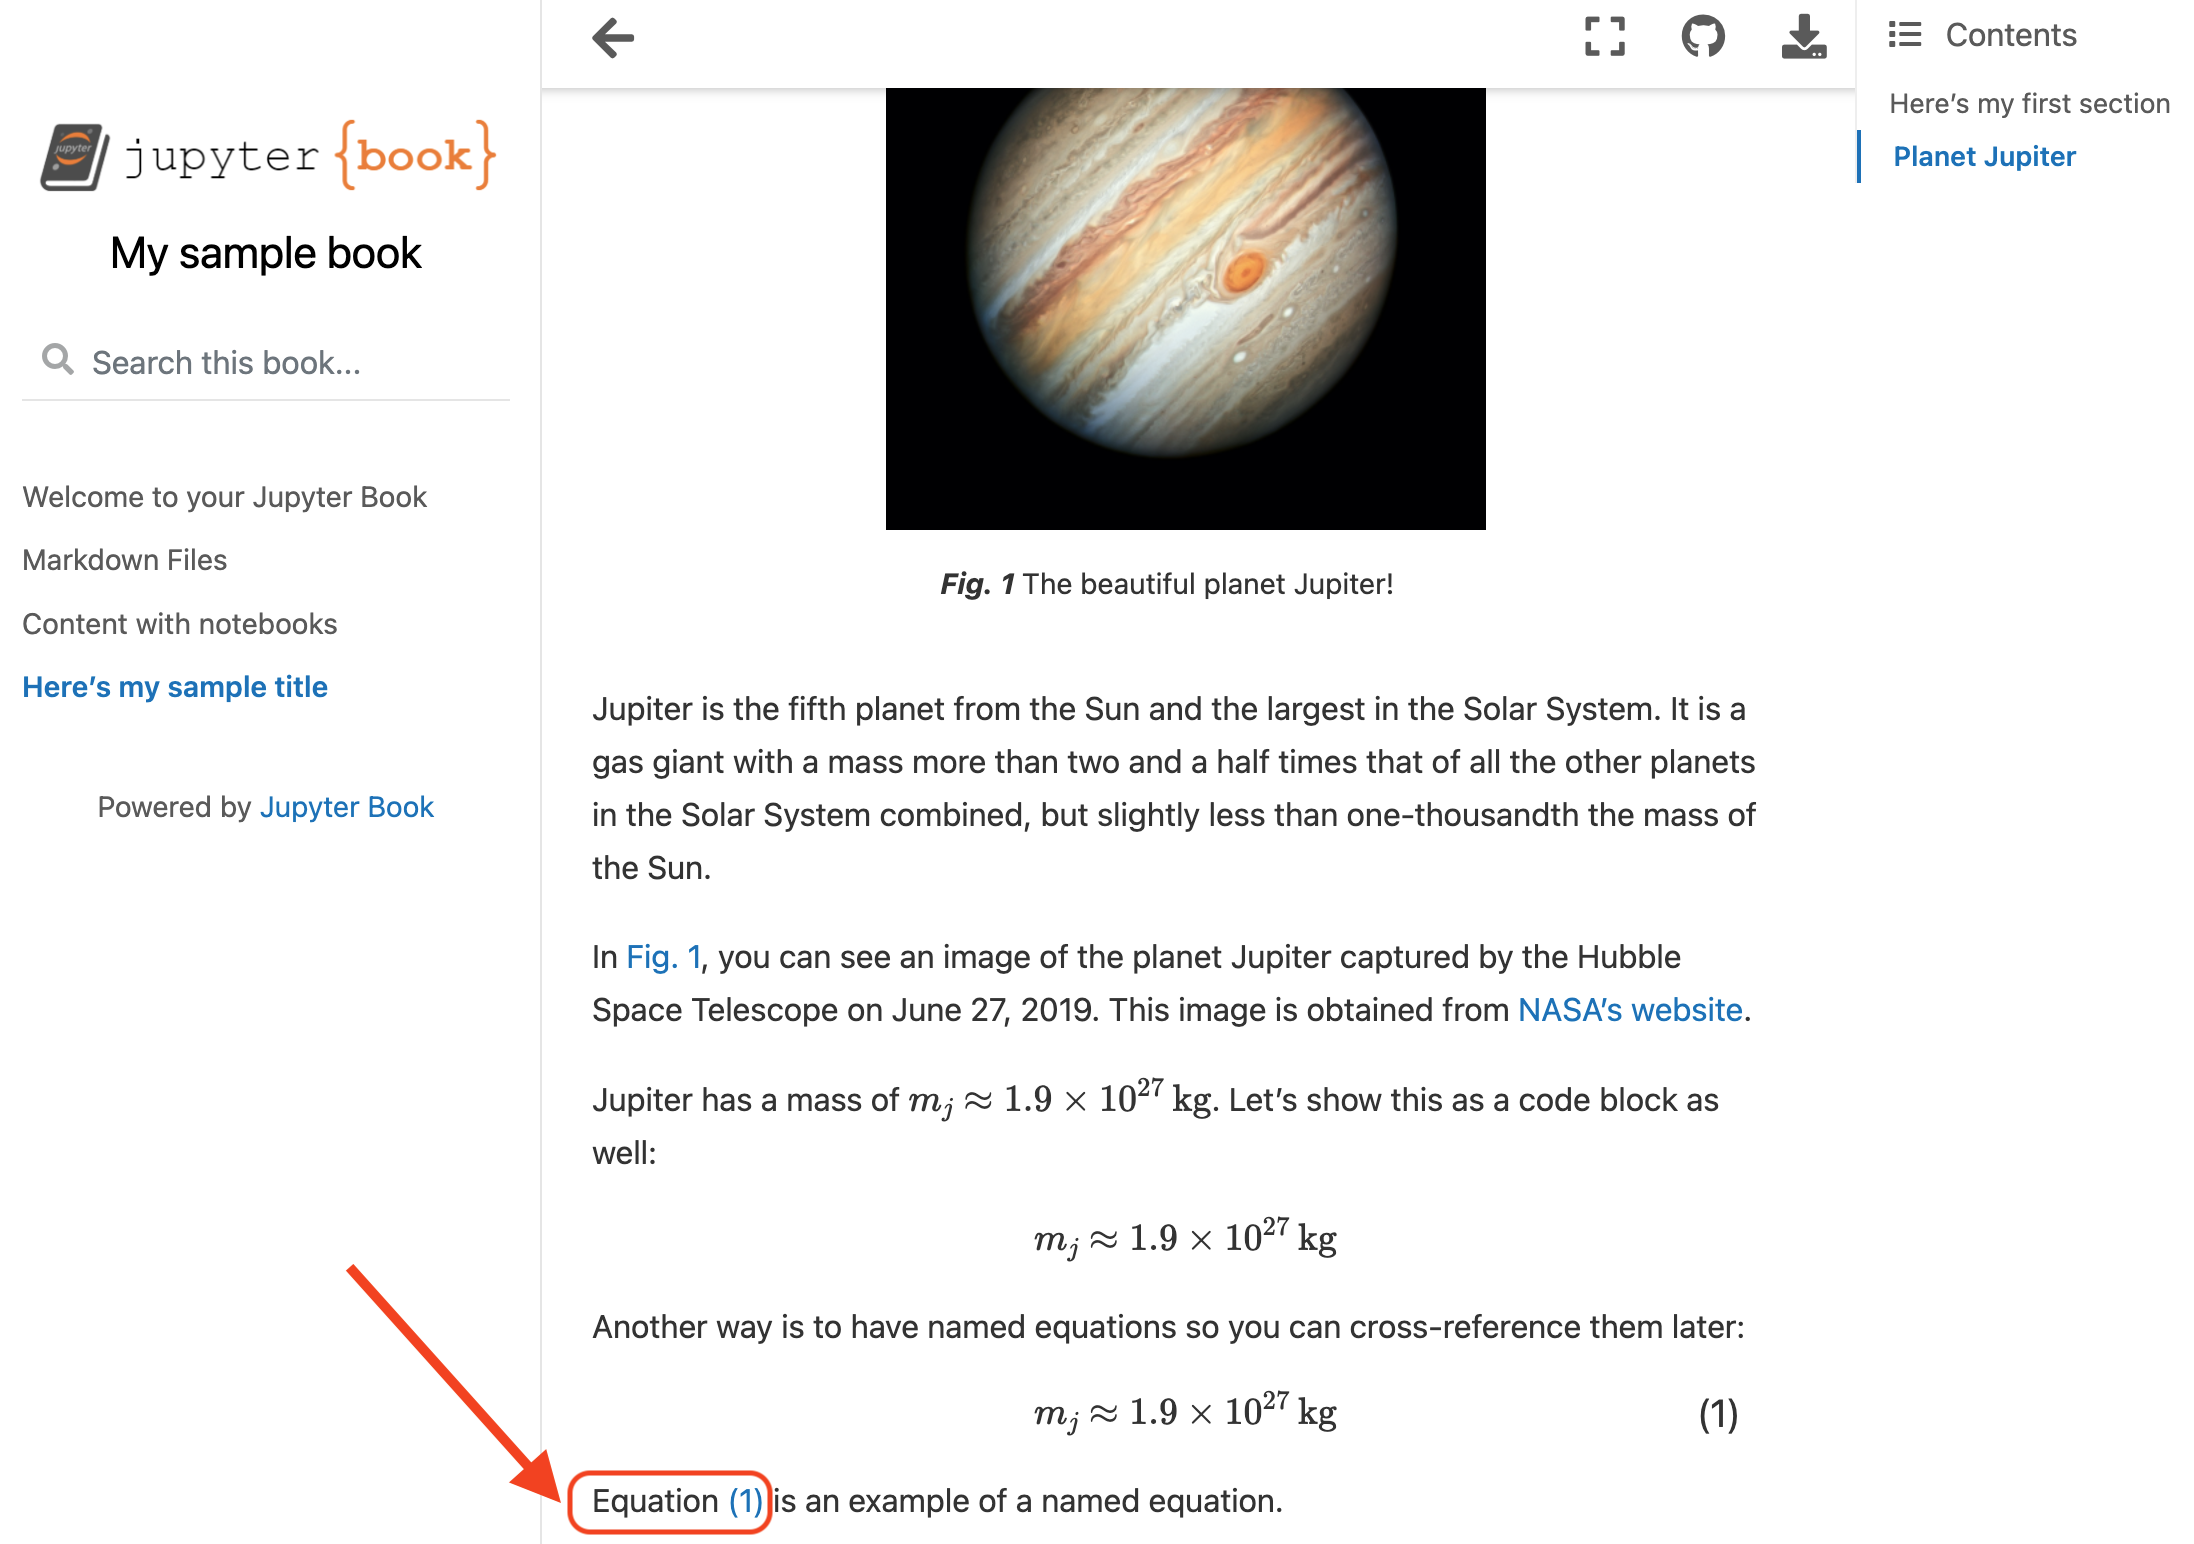 jupyter
jupyter {book}
My sample book
Search this book...
Welcome to your Jupyter Book
Markdown Files
Content with notebooks
Here’s my sample title
Powered by Jupyter Book
Fig. 1 The beautiful planet Jupiter!
Jupiter is the fifth planet from the Sun and the largest in the Solar System. It is a
gas giant with a mass more than two and a half times that of all the other planets
in the Solar System combined, but slightly less than one-thousandth the mass of
the Sun.
In Fig. 1, you can see an image of the planet Jupiter captured by the Hubble
Space Telescope on June 27, 2019. This image is obtained from NASA’s website.
Jupiter has a mass of m_j ≈ 1.9 × 10^27 kg. Let’s show this as a code block as
well:
m_j ≈ 1.9 × 10^27 kg
Another way is to have named equations so you can cross-reference them later:
m_j ≈ 1.9 × 10^27 kg (1)
Equation (1) is an example of a named equation.
Contents
Here’s my first section
Planet Jupiter